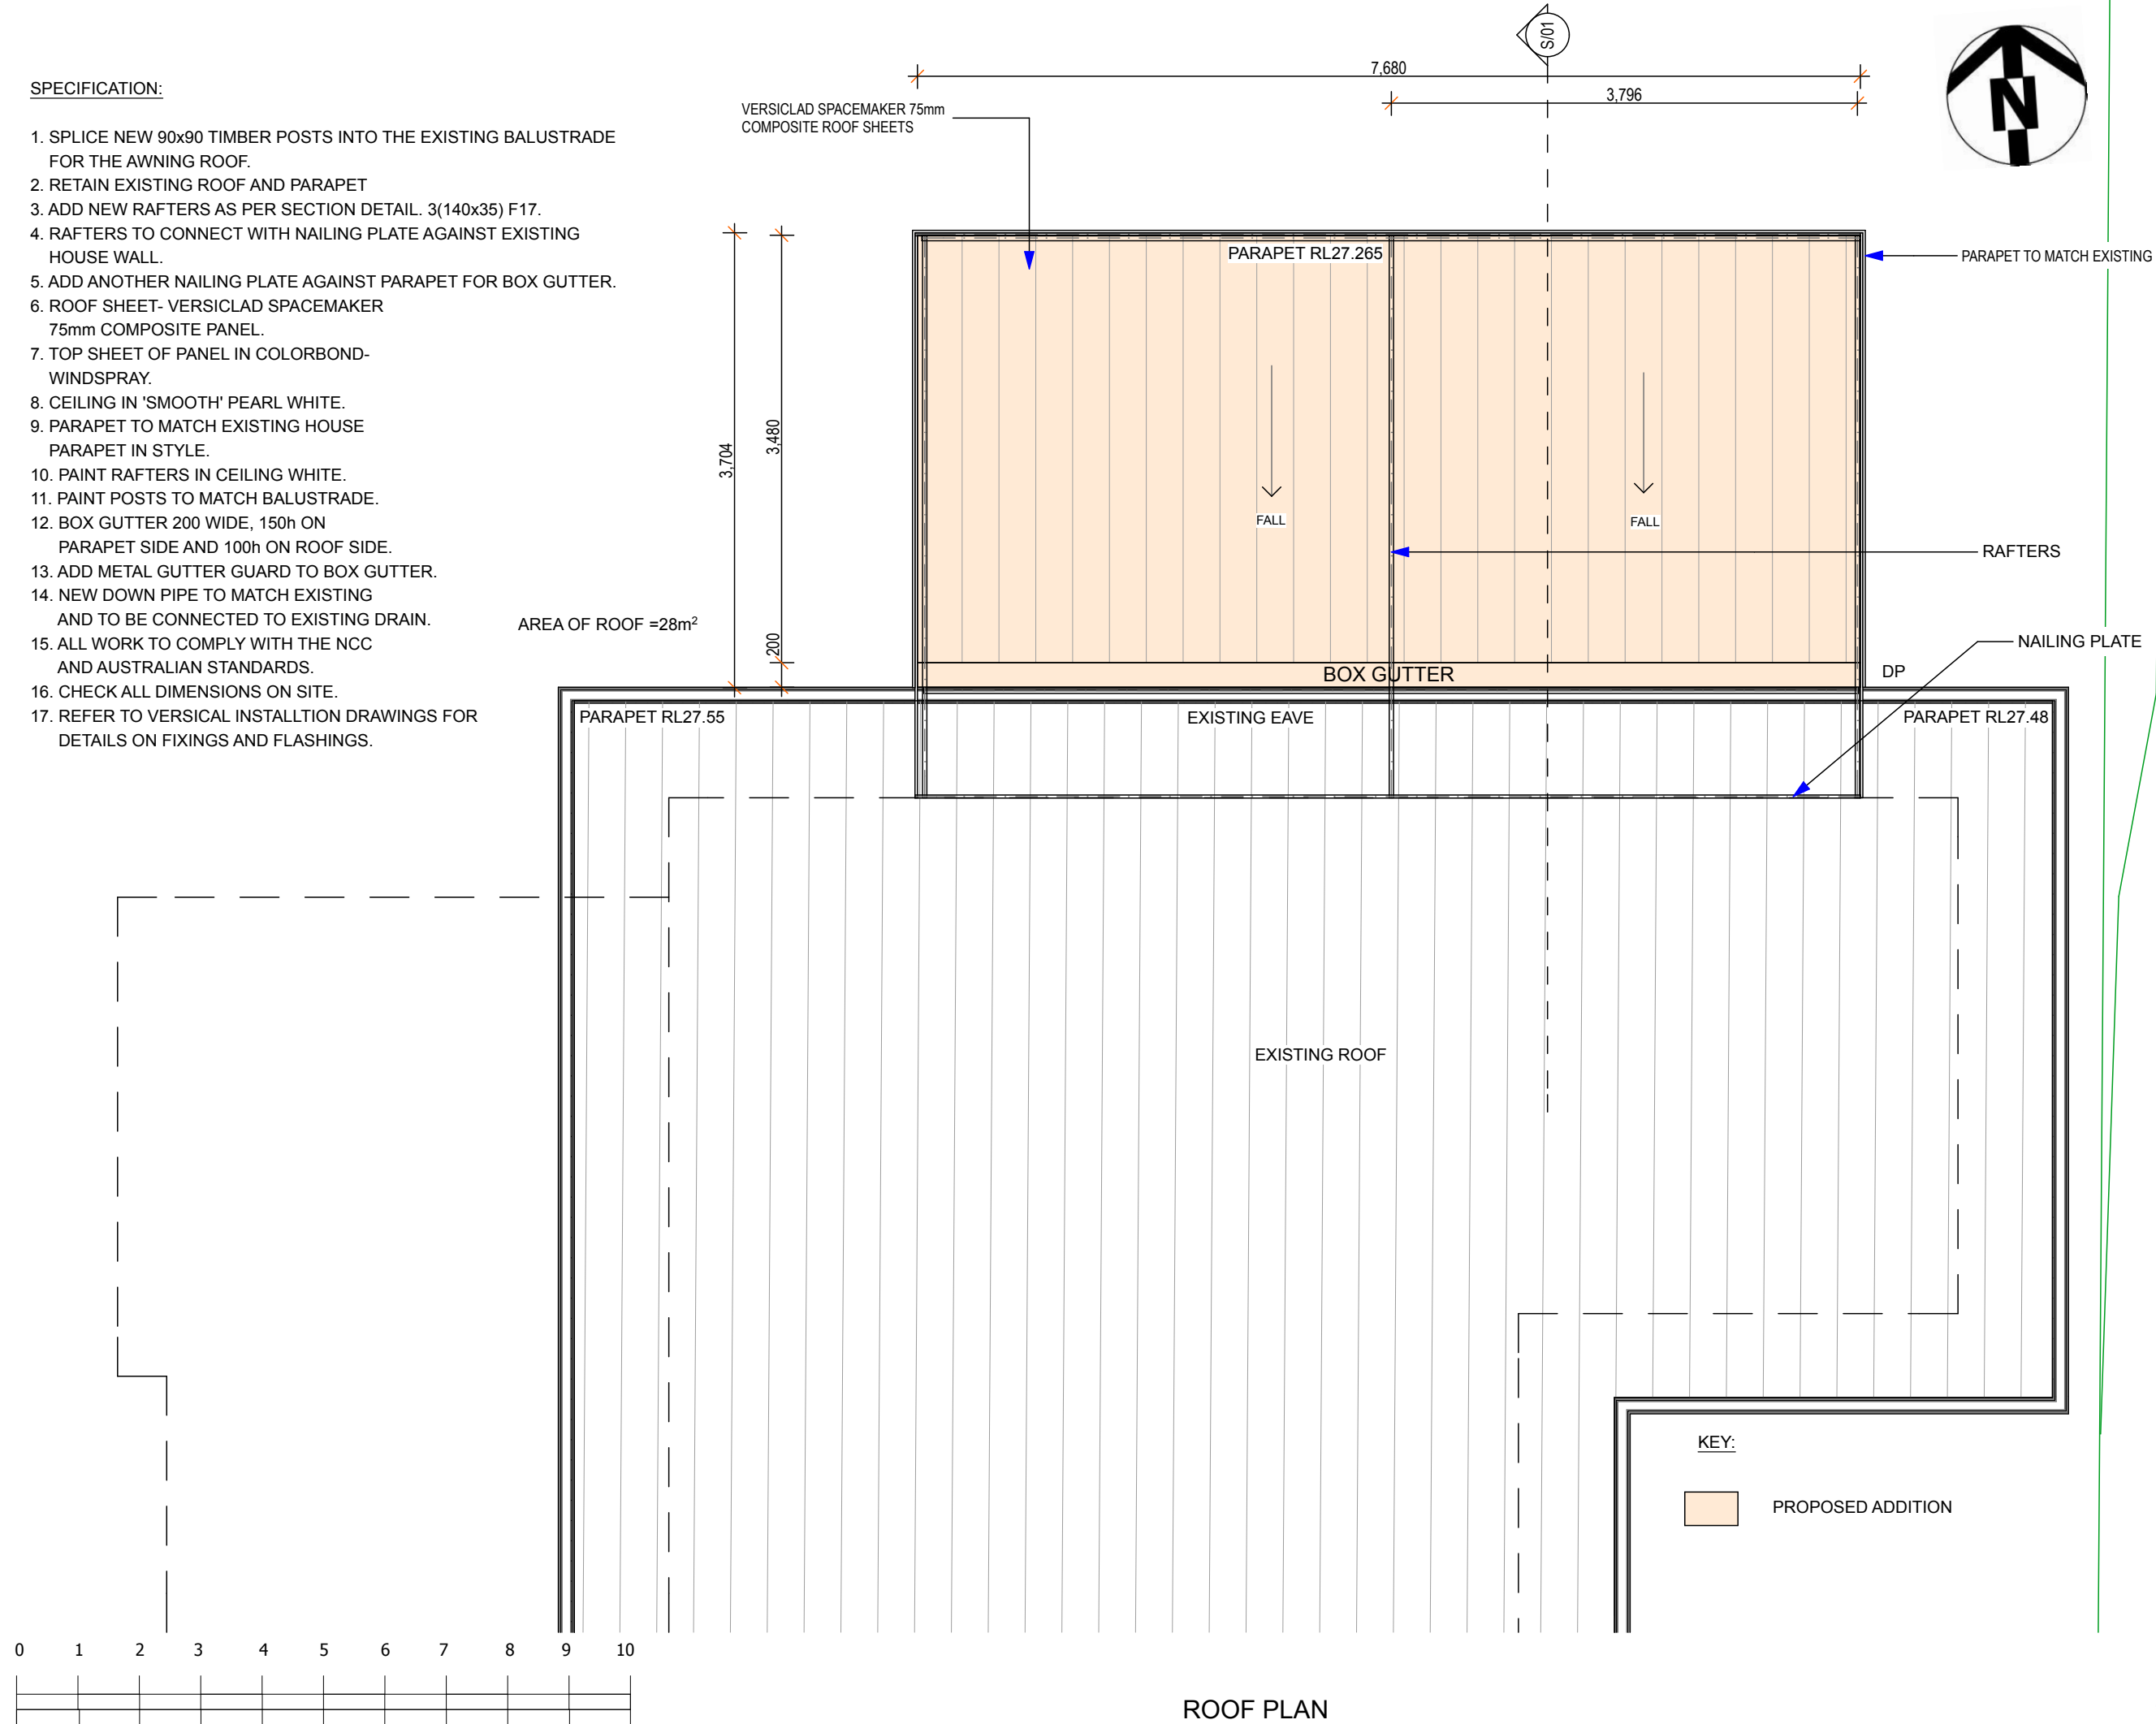 SPECIFICATION:
1. SPLICE NEW 90x90 TIMBER POSTS INTO THE EXISTING BALUSTRADE
FOR THE AWNING ROOF.
2. RETAIN EXISTING ROOF AND PARAPET
3. ADD NEW RAFTERS AS PER SECTION DETAIL. 3(140x35) F17.
4. RAFTERS TO CONNECT WITH NAILING PLATE AGAINST EXISTING
HOUSE WALL.
5. ADD ANOTHER NAILING PLATE AGAINST PARAPET FOR BOX GUTTER.
6. ROOF SHEET- VERSICLAD SPACEMAKER
75mm COMPOSITE PANEL.
7. TOP SHEET OF PANEL IN COLORBOND-
WINDSPRAY.
8. CEILING IN 'SMOOTH' PEARL WHITE.
9. PARAPET TO MATCH EXISTING HOUSE
PARAPET IN STYLE.
10. PAINT RAFTERS IN CEILING WHITE.
11. PAINT POSTS TO MATCH BALUSTRADE.
12. BOX GUTTER 200 WIDE, 150h ON
PARAPET SIDE AND 100h ON ROOF SIDE.
13. ADD METAL GUTTER GUARD TO BOX GUTTER.
14. NEW DOWN PIPE TO MATCH EXISTING
AND TO BE CONNECTED TO EXISTING DRAIN.
15. ALL WORK TO COMPLY WITH THE NCC
AND AUSTRALIAN STANDARDS.
16. CHECK ALL DIMENSIONS ON SITE.
17. REFER TO VERSICAL INSTALLTION DRAWINGS FOR
DETAILS ON FIXINGS AND FLASHINGS.
S/01
7,680
3,796
N
VERSICLAD SPACEMAKER 75mm
COMPOSITE ROOF SHEETS
PARAPET RL27.265
PARAPET TO MATCH EXISTING
3,704
3,480
200
FALL
FALL
RAFTERS
AREA OF ROOF =28m²
NAILING PLATE
BOX GUTTER
DP
PARAPET RL27.55
EXISTING EAVE
PARAPET RL27.48
EXISTING ROOF
KEY:
PROPOSED ADDITION
0 1 2 3 4 5 6 7 8 9 10
ROOF PLAN